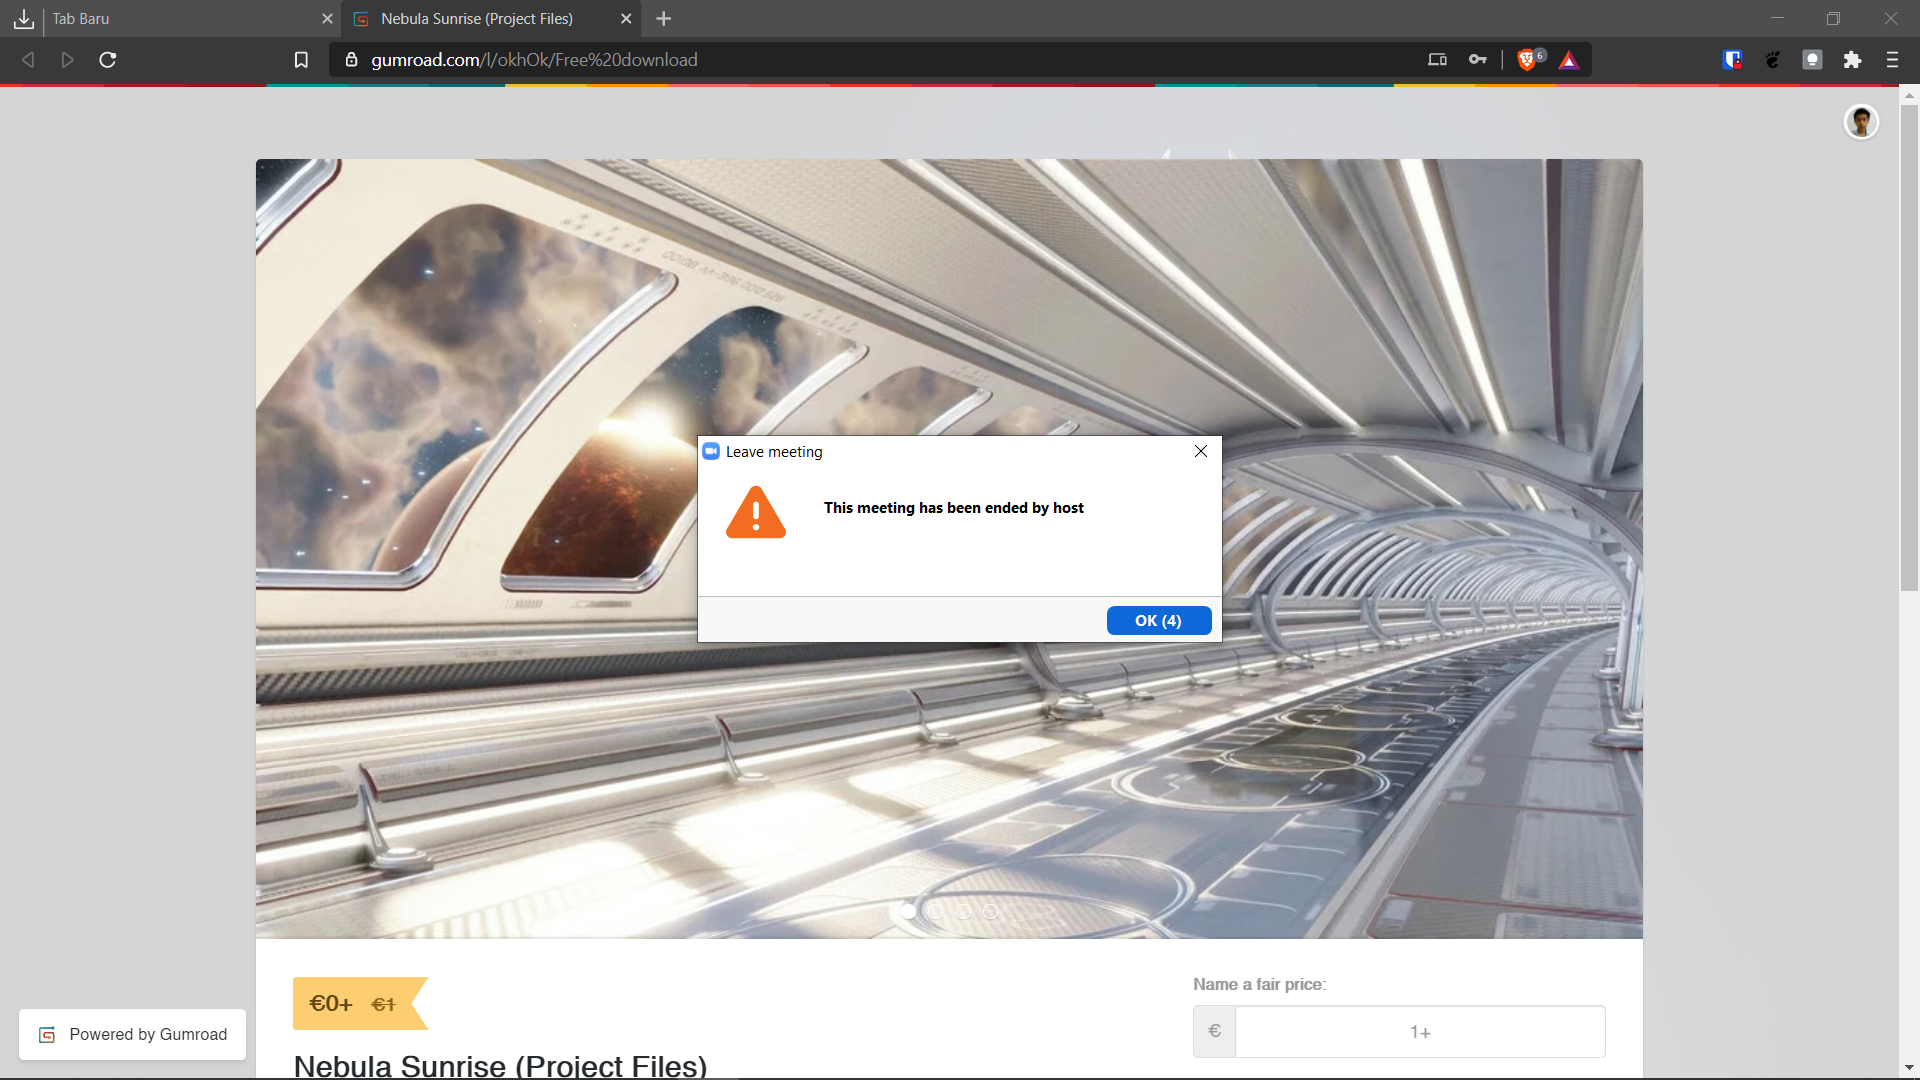 Tab Baru
Nebula Sunrise (Project Files)
gumroad.com/l/okhOk/Free%20download
6
Leave meeting
This meeting has been ended by host
OK (4)
€0+ €1
Name a fair price:
€ 1+
Powered by Gumroad
Nebula Sunrise (Project Files)